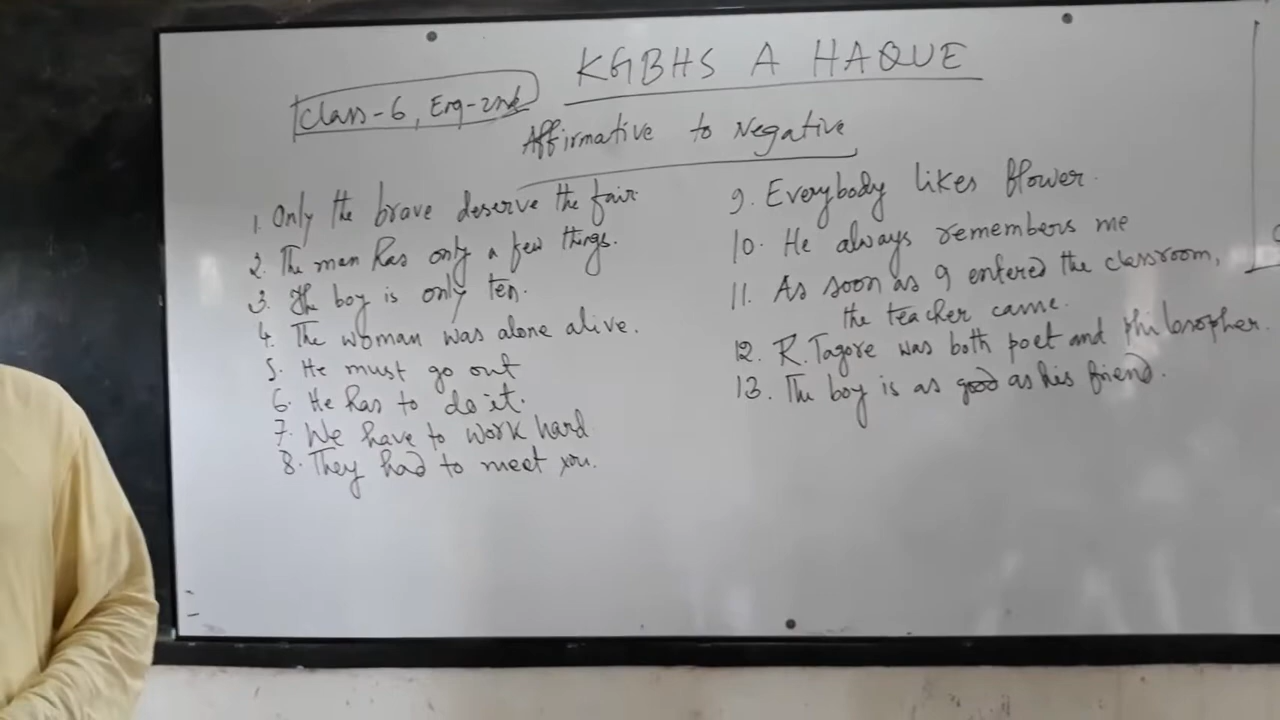 KGBHS A HAQUE
Class-6, Eng-2nd
Affirmative to Negative
1. Only the brave deserve the fair.
2. The man has only a few things.
3. The boy is only ten.
4. The woman was alone alive.
5. He must go out
6. He has to do it.
7. We have to work hard
8. They had to meet you.
9. Everybody likes flower.
10. He always remembers me
11. As soon as I entered the classroom,
the teacher came.
12. R. Tagore was both poet and philosopher.
13. The boy is as good as his friend.